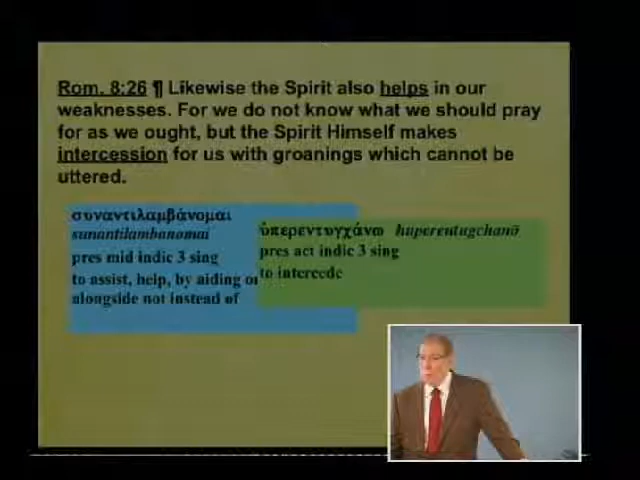 Rom. 8:26 ¶ Likewise the Spirit also helps in our
weaknesses. For we do not know what we should pray
for as we ought, but the Spirit Himself makes
intercession for us with groanings which cannot be
uttered.
συναντιλαμβάνομαι
sunantilambanomai
pres mid indic 3 sing
to assist, help, by aiding or
alongside not instead of
ὑπερεντυγχάνω huperentugchanō
pres act indic 3 sing
to intercede